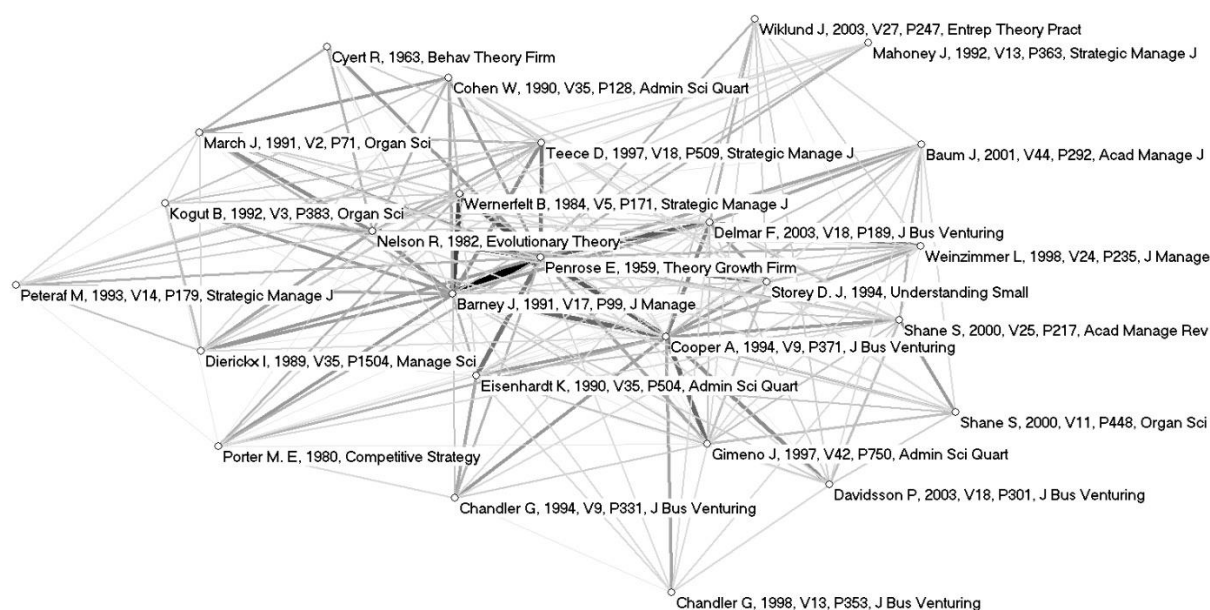 Wiklund J, 2003, V27, P247, Entrep Theory Pract
Cyert R, 1963, Behav Theory Firm
Mahoney J, 1992, V13, P363, Strategic Manage J
Cohen W, 1990, V35, P128, Admin Sci Quart
March J, 1991, V2, P71, Organ Sci
Teece D, 1997, V18, P509, Strategic Manage J
Baum J, 2001, V44, P292, Acad Manage J
Wernerfelt B, 1984, V5, P171, Strategic Manage J
Kogut B, 1992, V3, P383, Organ Sci
Delmar F, 2003, V18, P189, J Bus Venturing
Nelson R, 1982, Evolutionary Theory
Weinzimmer L, 1998, V24, P235, J Manage
Penrose E, 1959, Theory Growth Firm
Storey D. J, 1994, Understanding Small
Peteraf M, 1993, V14, P179, Strategic Manage J
Barney J, 1991, V17, P99, J Manage
Shane S, 2000, V25, P217, Acad Manage Rev
Cooper A, 1994, V9, P371, J Bus Venturing
Dierickx I, 1989, V35, P1504, Manage Sci
Eisenhardt K, 1990, V35, P504, Admin Sci Quart
Shane S, 2000, V11, P448, Organ Sci
Gimeno J, 1997, V42, P750, Admin Sci Quart
Porter M. E, 1980, Competitive Strategy
Davidsson P, 2003, V18, P301, J Bus Venturing
Chandler G, 1994, V9, P331, J Bus Venturing
Chandler G, 1998, V13, P353, J Bus Venturing